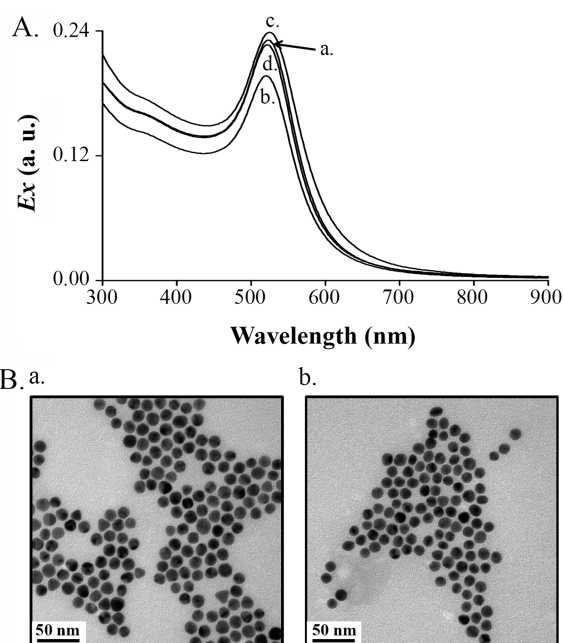 A.
c.
a.
d.
b.
0.24
0.12
0.00
Ex (a. u.)
300 400 500 600 700 800 900
Wavelength (nm)
B. a. b.
50 nm 50 nm